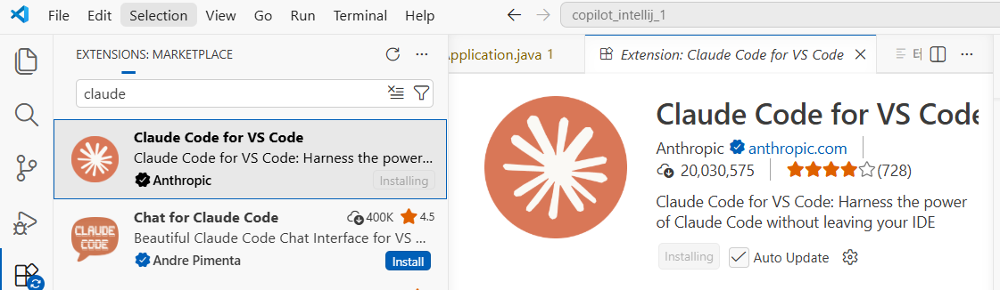 File Edit Selection View Go Run Terminal Help
copilot_intellij_1
EXTENSIONS: MARKETPLACE
claude
Claude Code for VS Code
Claude Code for VS Code: Harness the power...
Anthropic
Installing
Chat for Claude Code
400K
4.5
Beautiful Claude Code Chat Interface for VS ...
CLAUDE CODE
Andre Pimenta
Install
Application.java 1
Extension: Claude Code for VS Code
Claude Code for VS Code
Anthropic
anthropic.com
20,030,575
(728)
Claude Code for VS Code: Harness the power
of Claude Code without leaving your IDE
Installing
Auto Update